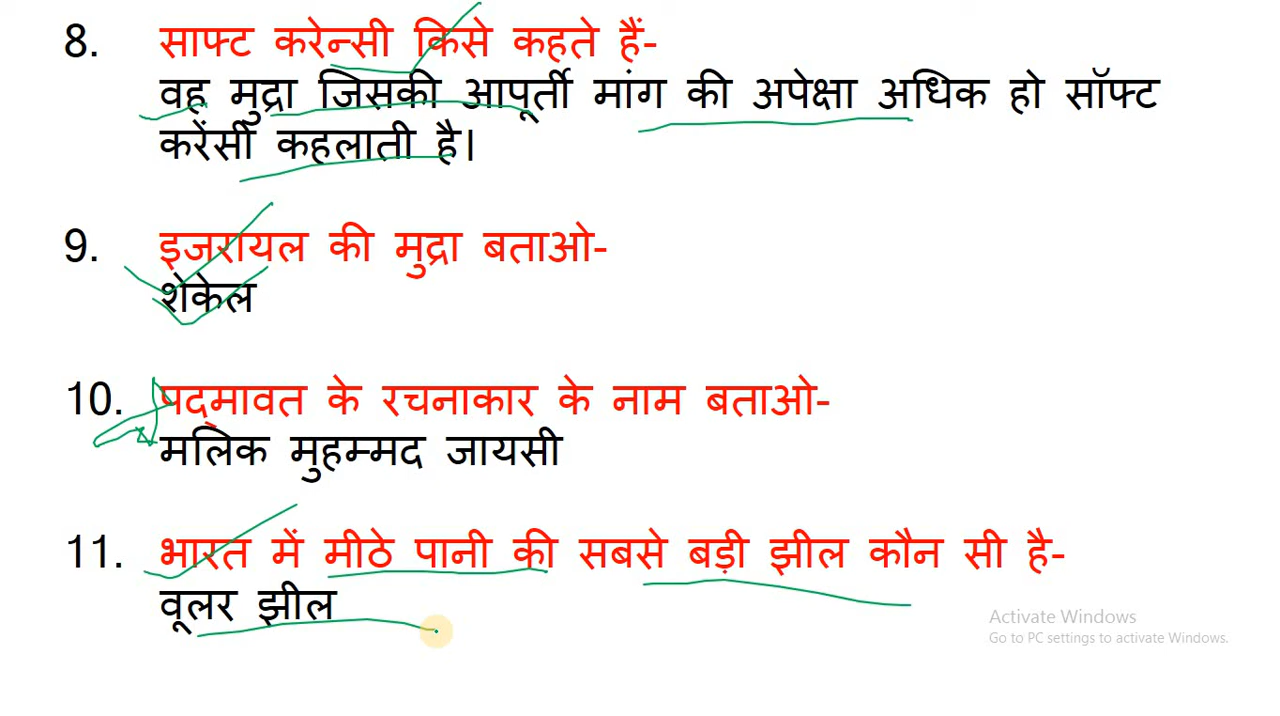 8. साफ्ट करेन्सी किसे कहते हैं-
वह मुद्रा जिसकी आपूर्ती मांग की अपेक्षा अधिक हो सॉफ्ट
करेंसी कहलाती है।
9. इजरायल की मुद्रा बताओ-
शेकेल
10. पद्मावत के रचनाकार के नाम बताओ-
मलिक मुहम्मद जायसी
11. भारत में मीठे पानी की सबसे बड़ी झील कौन सी है-
वूलर झील
Activate Windows
Go to PC settings to activate Windows.